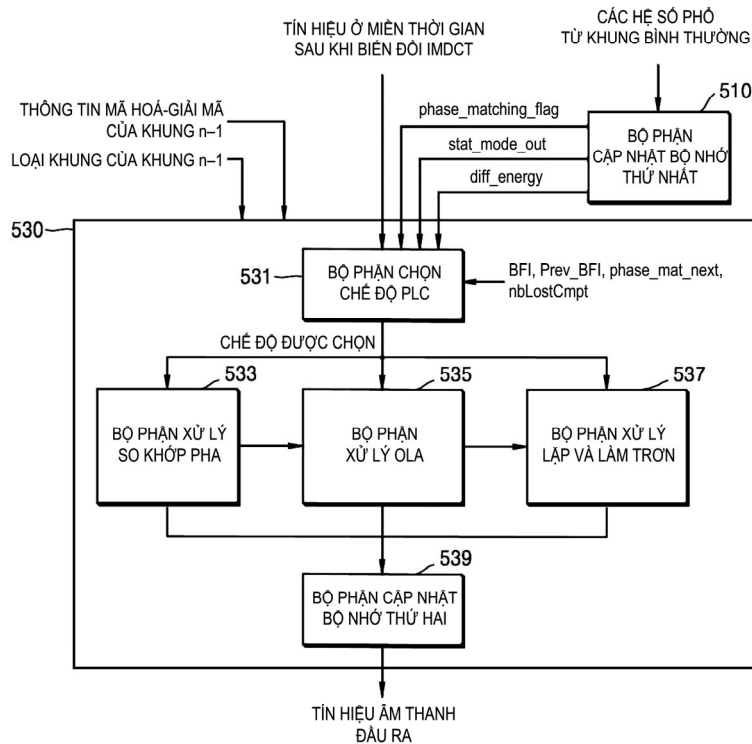 TÍN HIỆU Ở MIỀN THỜI GIAN
SAU KHI BIẾN ĐỔI IMDCT
CÁC HỆ SỐ PHỔ
TỪ KHUNG BÌNH THƯỜNG
510
THÔNG TIN MÃ HOÁ-GIẢI MÃ
CỦA KHUNG n–1
LOẠI KHUNG CỦA KHUNG n–1
phase_matching_flag
stat_mode_out
diff_energy
BỘ PHẬN
CẬP NHẬT BỘ NHỚ
THỨ NHẤT
530
531
BỘ PHẬN CHỌN
CHẾ ĐỘ PLC
BFI, Prev_BFI, phase_mat_next,
nbLostCmpt
CHẾ ĐỘ ĐƯỢC CHỌN
533
535
537
BỘ PHẬN XỬ LÝ
SO KHỚP PHA
BỘ PHẬN
XỬ LÝ OLA
BỘ PHẬN XỬ LÝ
LẶP VÀ LÀM TRƠN
539
BỘ PHẬN CẬP NHẬT
BỘ NHỚ THỨ HAI
TÍN HIỆU ÂM THANH
ĐẦU RA